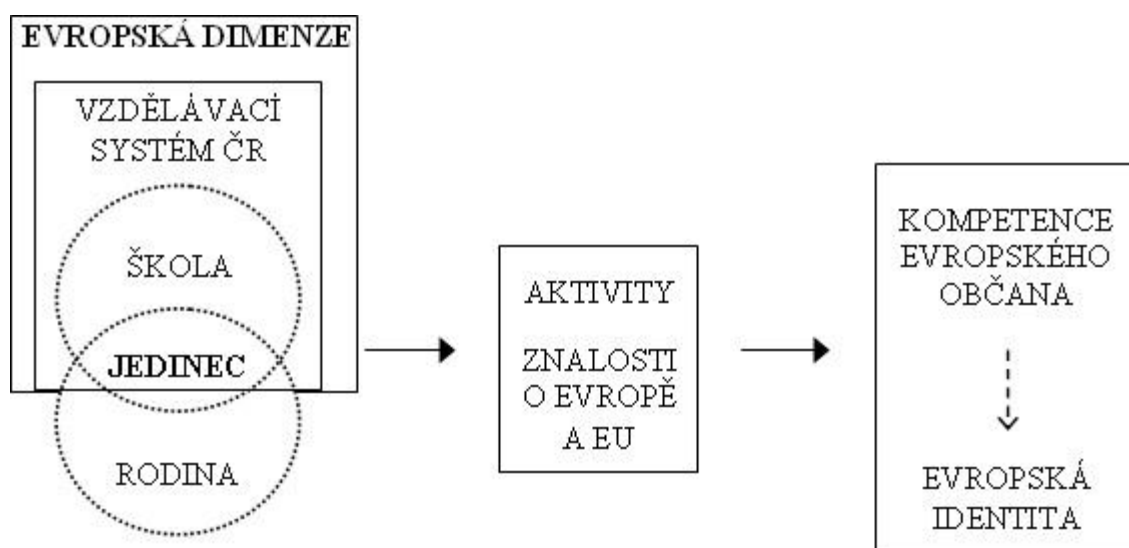 EVROPSKÁ DIMENZE
VZDĚLÁVACÍ
SYSTÉM ČR
ŠKOLA
JEDINEC
RODINA
AKTIVITY
ZNALOSTI
O EVROPĚ
A EU
KOMPETENCE
EVROPSKÉHO
OBČANA
EVROPSKÁ
IDENTITA